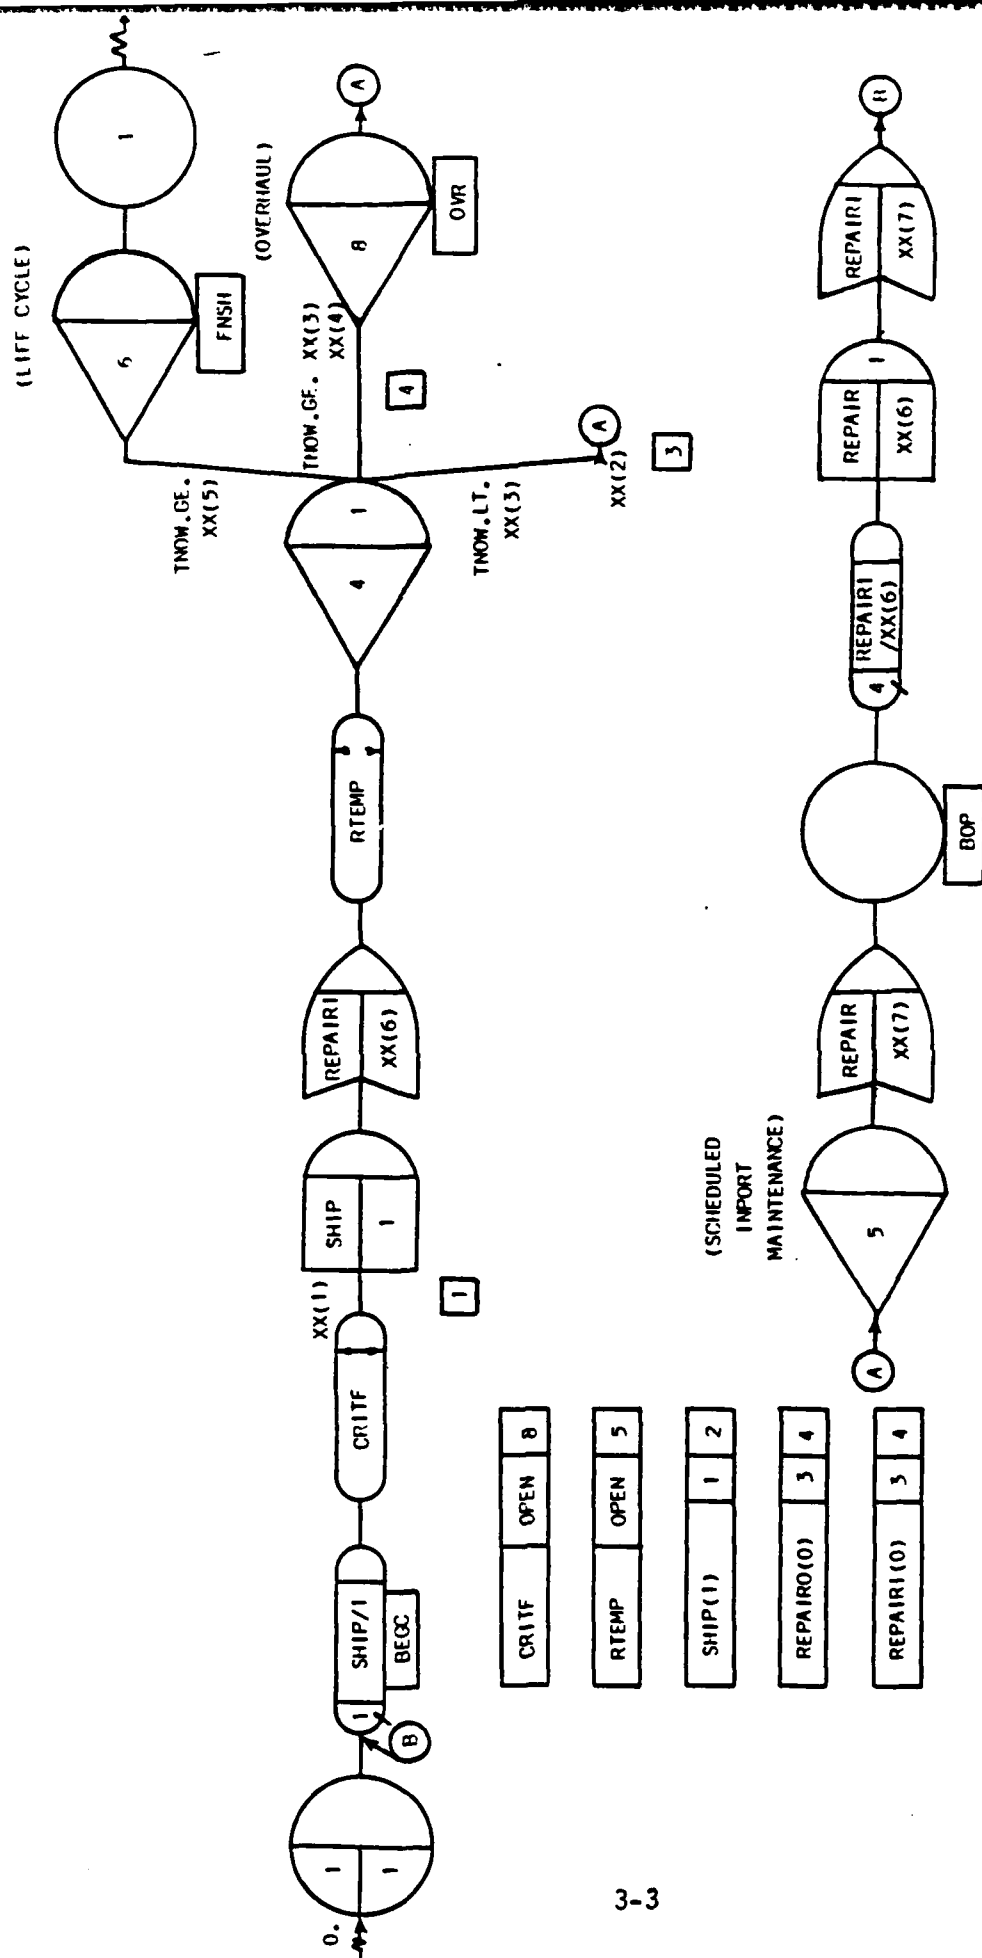 0.
1
1
B
1
SHIP/1
BEGC
CRITF
XX(1)
1
SHIP
1
REPAIRI
XX(6)
RTEMP
4
1
TNOW.GE.
XX(5)
TNOW.GE. XX(3)
XX(4)
4
TNOW.LT.
XX(3)
XX(2)
A
3
(LIFF CYCLE)
6
FNSH
1
(OVERHAUL)
8
OVR
A
CRITF OPEN 8
RTEMP OPEN 5
SHIP(1) 1 2
REPAIRO(0) 3 4
REPAIRI(0) 3 4
(SCHEDULED
INPORT
MAINTENANCE)
A
5
REPAIR
XX(7)
BOP
4
REPAIRI
/XX(6)
REPAIR
XX(6)
1
REPAIRI
XX(7)
3-3